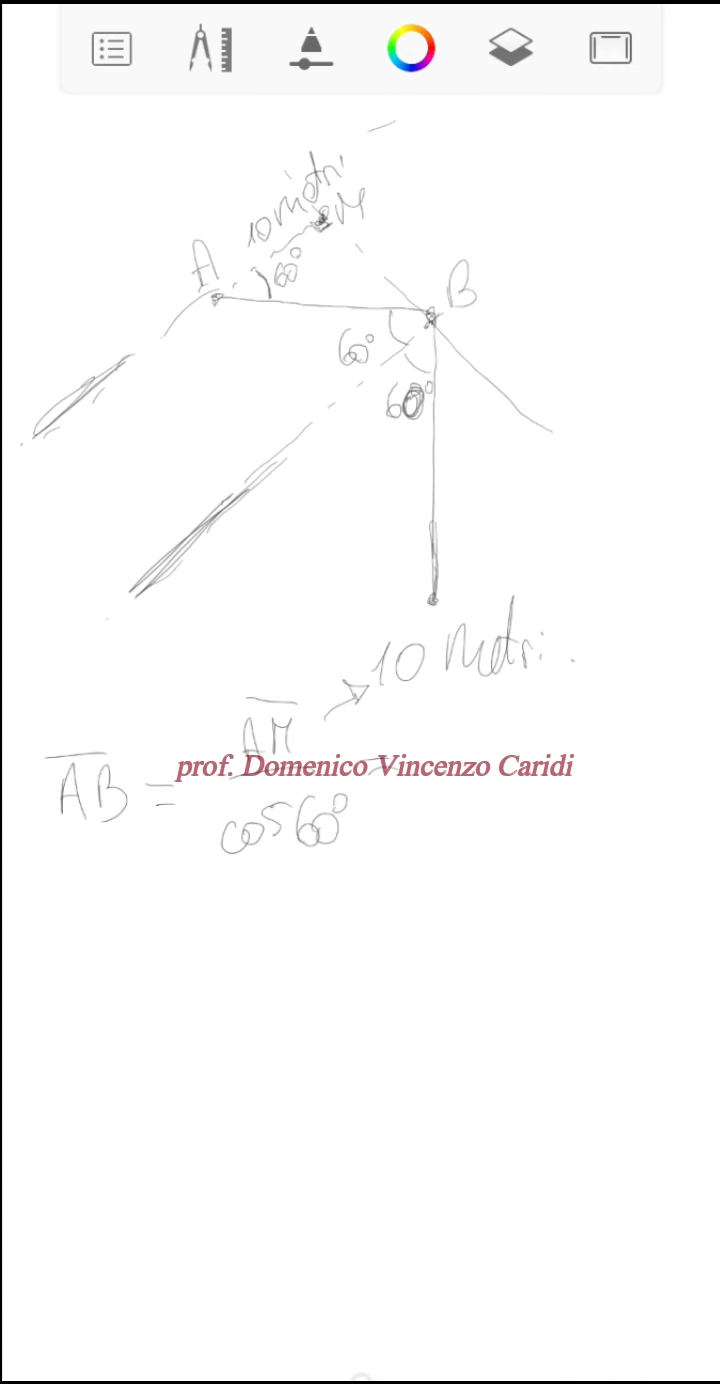 10 metri
M
A
60°
B
60°
60°
10 metri.
AM
AB = =
prof. Domenico Vincenzo Caridi
cos 60°